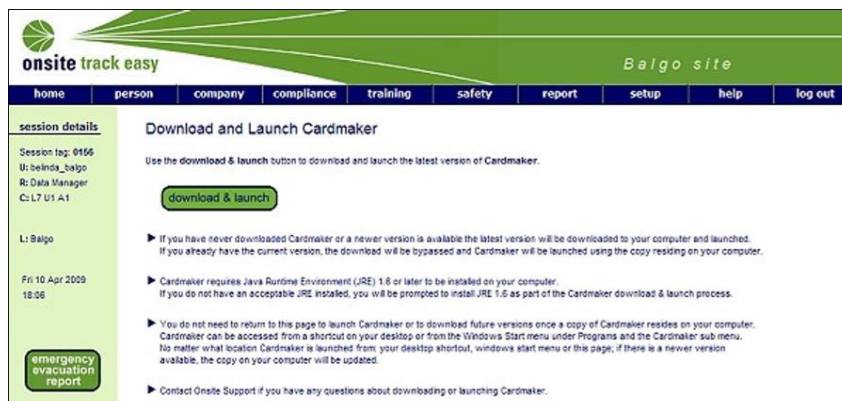 onsite track easy
Balgo site
home person company compliance training safety report setup help log out
session details
Session tag: 0156
U: belinda_balgo
R: Data Manager
C: L7 U1 A1
L: Balgo
Fri 10 Apr 2009
18:06
emergency
evacuation
report
Download and Launch Cardmaker
Use the download & launch button to download and launch the latest version of Cardmaker.
download & launch
If you have never downloaded Cardmaker or a newer version is available the latest version will be downloaded to your computer and launched.
If you already have the current version, the download will be bypassed and Cardmaker will be launched using the copy residing on your computer.
Cardmaker requires Java Runtime Environment (JRE) 1.6 or later to be installed on your computer.
If you do not have an acceptable JRE installed, you will be prompted to install JRE 1.6 as part of the Cardmaker download & launch process.
You do not need to return to this page to launch Cardmaker or to download future versions once a copy of Cardmaker resides on your computer.
Cardmaker can be accessed from a shortcut on your desktop or from the Windows Start menu under Programs and the Cardmaker sub menu.
No matter what location Cardmaker is launched from; your desktop shortcut, windows start menu or this page; if there is a newer version
available, the copy on your computer will be updated.
Contact Onsite Support if you have any questions about downloading or launching Cardmaker.